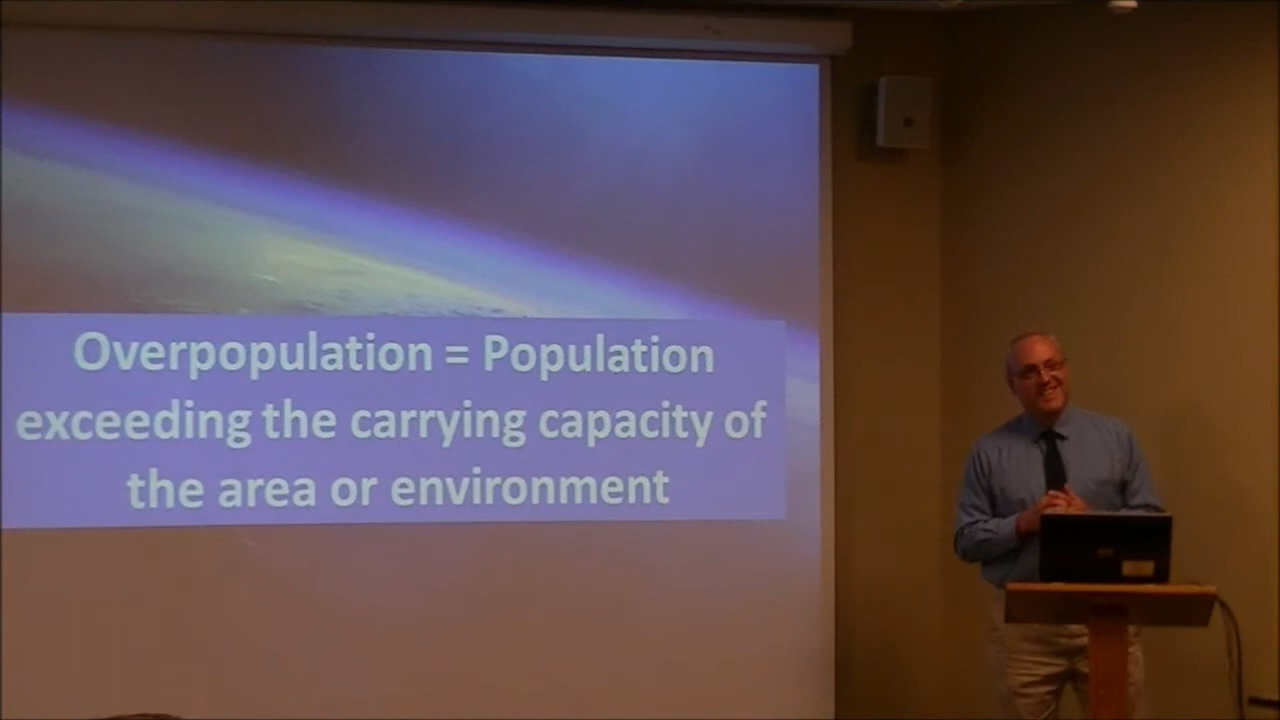 Overpopulation = Population
exceeding the carrying capacity of
the area or environment